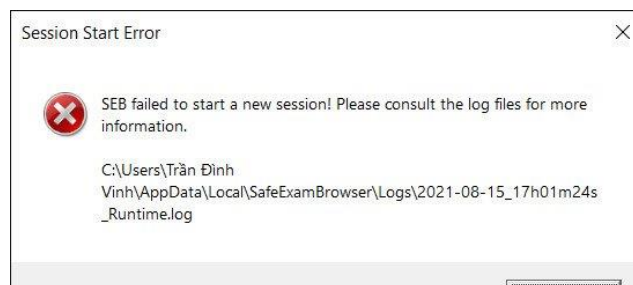 Session Start Error
SEB failed to start a new session! Please consult the log files for more
information.
C:\Users\Trần Đình
Vinh\AppData\Local\SafeExamBrowser\Logs\2021-08-15_17h01m24s
_Runtime.log